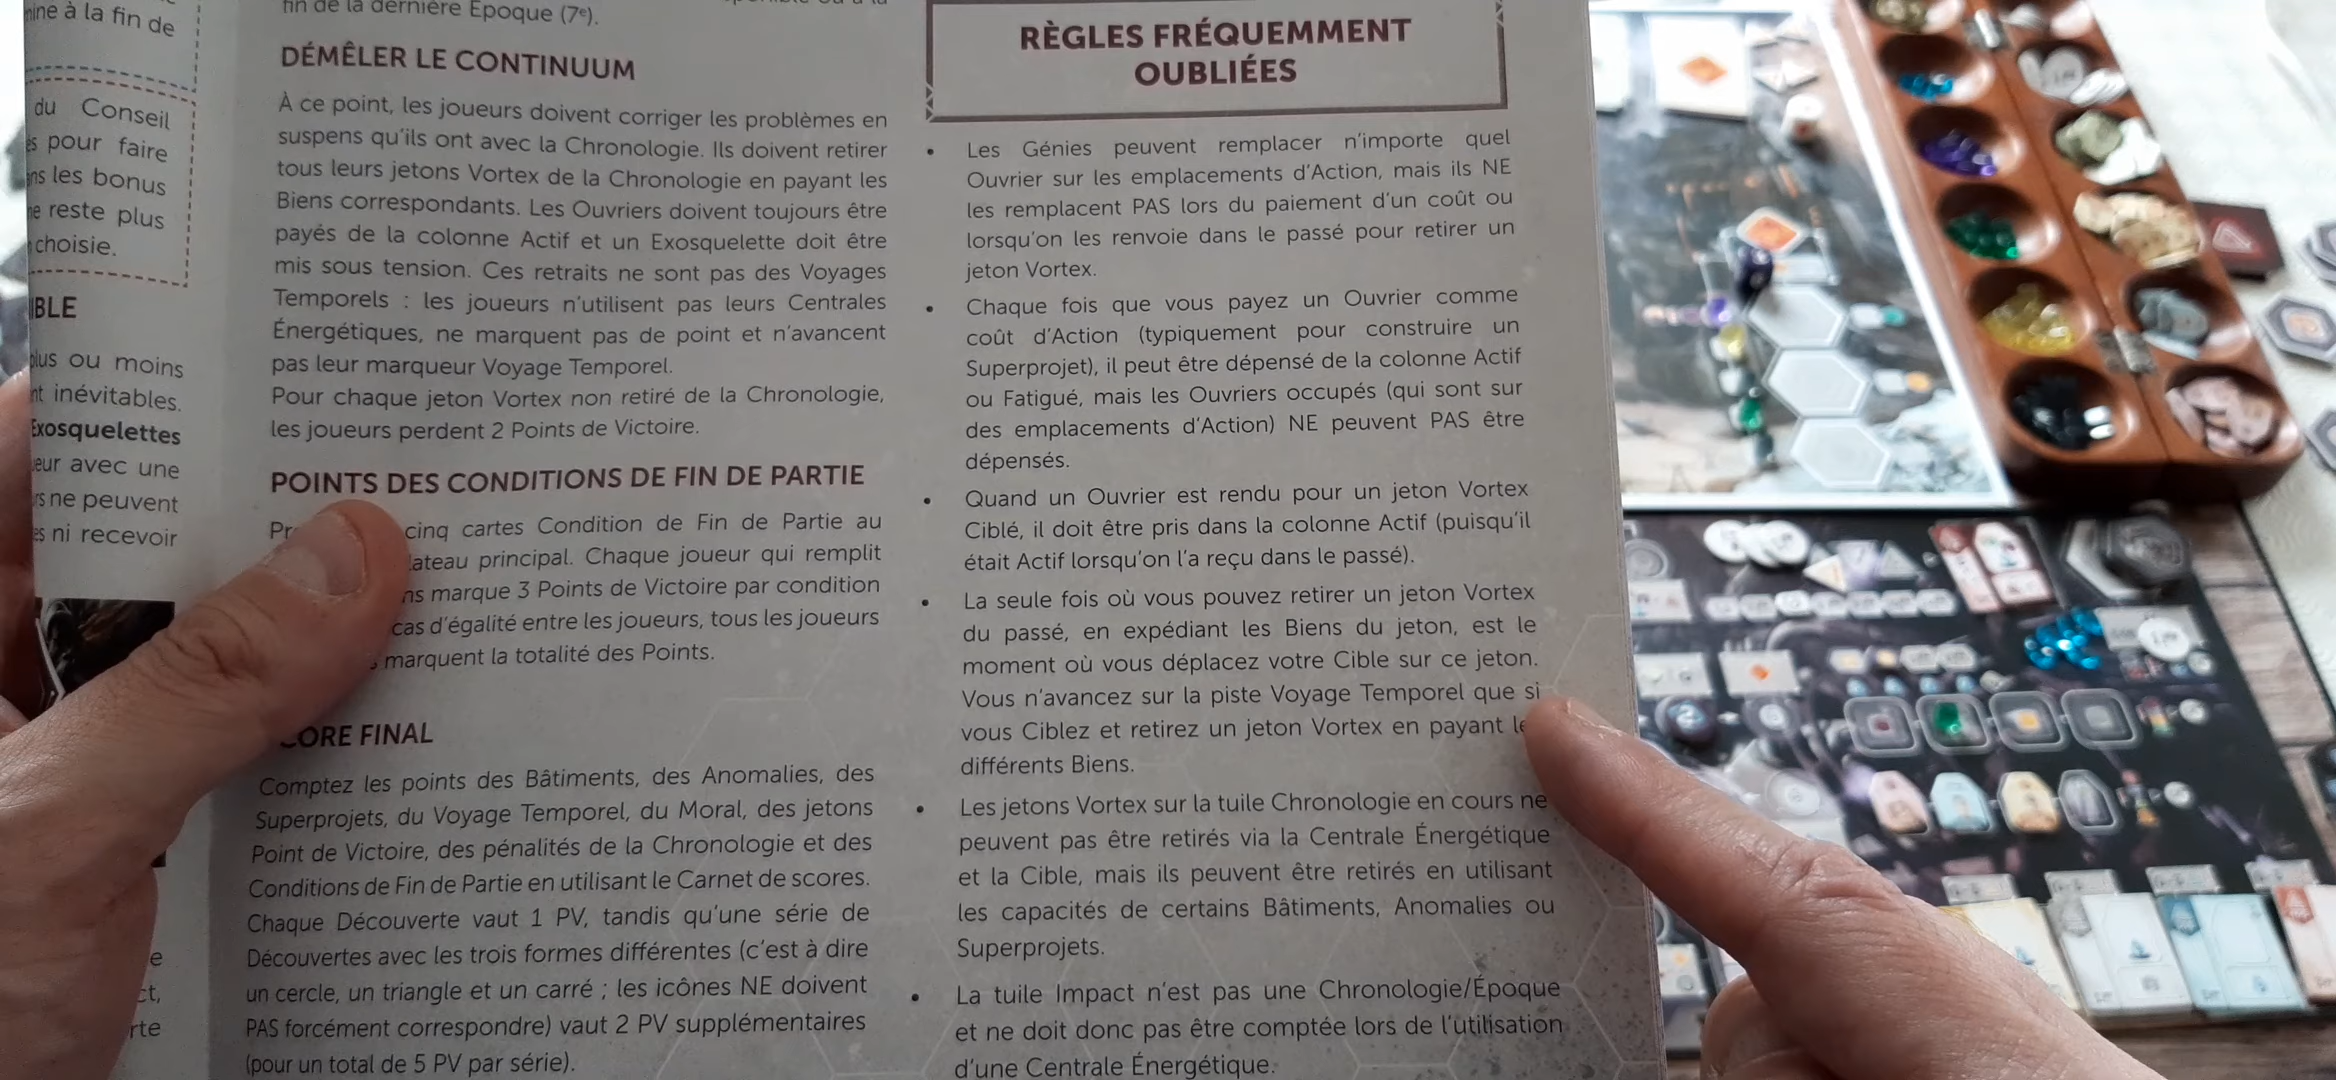 mine à la fin de
du Conseil
pour faire
les bonus
reste plus
choisie.
IBLE
plus ou moins
inévitables.
Exosquelettes
avec une
ne peuvent
ni recevoir
fin de la dernière Époque (7e).
DÉMÊLER LE CONTINUUM
À ce point, les joueurs doivent corriger les problèmes en
suspens qu'ils ont avec la Chronologie. Ils doivent retirer
tous leurs jetons Vortex de la Chronologie en payant les
Biens correspondants. Les Ouvriers doivent toujours être
payés de la colonne Actif et un Exosquelette doit être
mis sous tension. Ces retraits ne sont pas des Voyages
Temporels : les joueurs n'utilisent pas leurs Centrales
Énergétiques, ne marquent pas de point et n'avancent
pas leur marqueur Voyage Temporel.
Pour chaque jeton Vortex non retiré de la Chronologie,
les joueurs perdent 2 Points de Victoire.
POINTS DES CONDITIONS DE FIN DE PARTIE
cinq cartes Condition de Fin de Partie au
plateau principal. Chaque joueur qui remplit
marque 3 Points de Victoire par condition
cas d'égalité entre les joueurs, tous les joueurs
marquent la totalité des Points.
SCORE FINAL
Comptez les points des Bâtiments, des Anomalies, des
Superprojets, du Voyage Temporel, du Moral, des jetons
Point de Victoire, des pénalités de la Chronologie et des
Conditions de Fin de Partie en utilisant le Carnet de scores.
Chaque Découverte vaut 1 PV, tandis qu'une série de
Découvertes avec les trois formes différentes (c'est à dire
un cercle, un triangle et un carré ; les icônes NE doivent
PAS forcément correspondre) vaut 2 PV supplémentaires
(pour un total de 5 PV par série).
RÈGLES FRÉQUEMMENT
OUBLIÉES
• Les Génies peuvent remplacer n'importe quel
Ouvrier sur les emplacements d'Action, mais ils NE
les remplacent PAS lors du paiement d'un coût ou
lorsqu'on les renvoie dans le passé pour retirer un
jeton Vortex.
• Chaque fois que vous payez un Ouvrier comme
coût d'Action (typiquement pour construire un
Superprojet), il peut être dépensé de la colonne Actif
ou Fatigué, mais les Ouvriers occupés (qui sont sur
des emplacements d'Action) NE peuvent PAS être
dépensés.
• Quand un Ouvrier est rendu pour un jeton Vortex
Ciblé, il doit être pris dans la colonne Actif (puisqu'il
était Actif lorsqu'on l'a reçu dans le passé).
• La seule fois où vous pouvez retirer un jeton Vortex
du passé, en expédiant les Biens du jeton, est le
moment où vous déplacez votre Cible sur ce jeton.
Vous n'avancez sur la piste Voyage Temporel que si
vous Ciblez et retirez un jeton Vortex en payant le
différents Biens.
• Les jetons Vortex sur la tuile Chronologie en cours ne
peuvent pas être retirés via la Centrale Énergétique
et la Cible, mais ils peuvent être retirés en utilisant
les capacités de certains Bâtiments, Anomalies ou
Superprojets.
• La tuile Impact n'est pas une Chronologie/Époque
et ne doit donc pas être comptée lors de l'utilisation
d'une Centrale Énergétique.